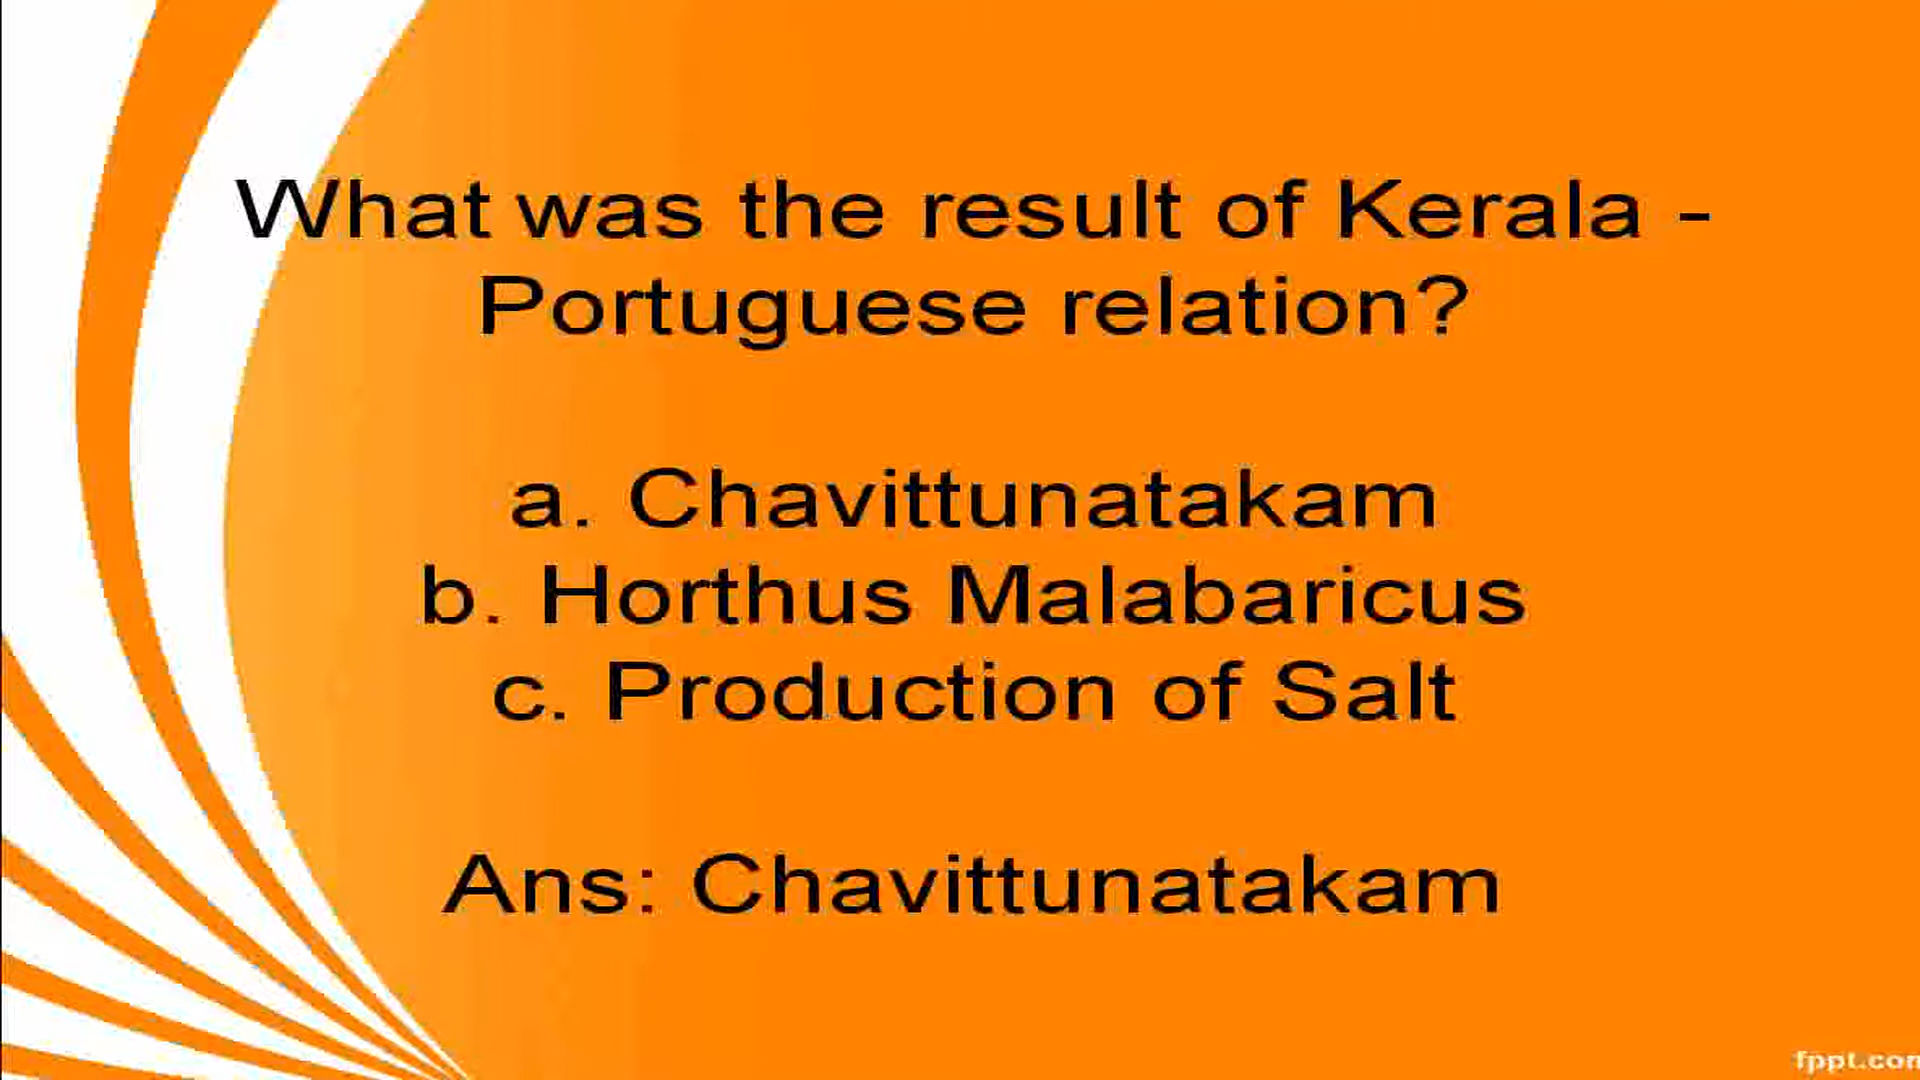 What was the result of Kerala -
Portuguese relation?
a. Chavittunatakam
b. Horthus Malabaricus
c. Production of Salt
Ans: Chavittunatakam
fppt.com